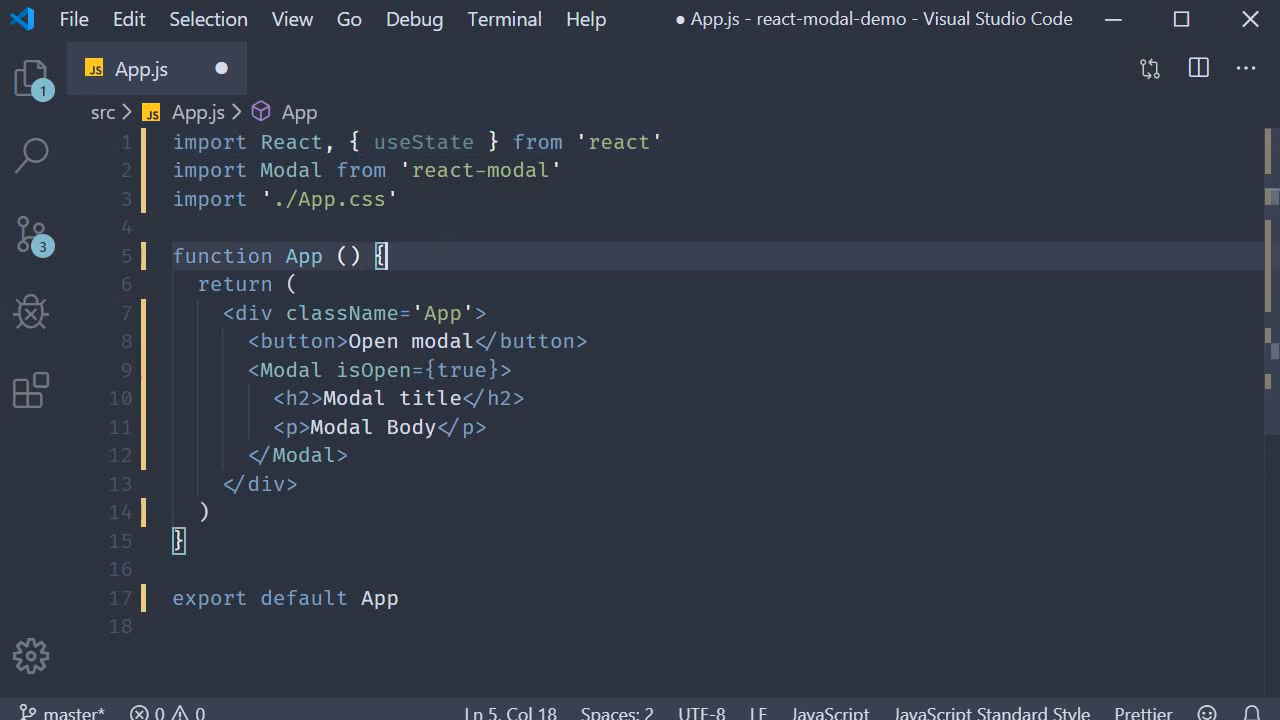 File Edit Selection View Go Debug Terminal Help ● App.js - react-modal-demo - Visual Studio Code
JS App.js
1
src > JS App.js > App
1 import React, { useState } from 'react'
2 import Modal from 'react-modal'
3 import './App.css'
4
3
5 function App () {
6 return (
7 <div className='App'>
8 <button>Open modal</button>
9 <Modal isOpen={true}>
10 <h2>Modal title</h2>
11 <p>Modal Body</p>
12 </Modal>
13 </div>
14 )
15 }
16
17 export default App
18
master* 0 0 Ln 5, Col 18 Spaces: 2 UTF-8 LF JavaScript JavaScript Standard Style Prettier